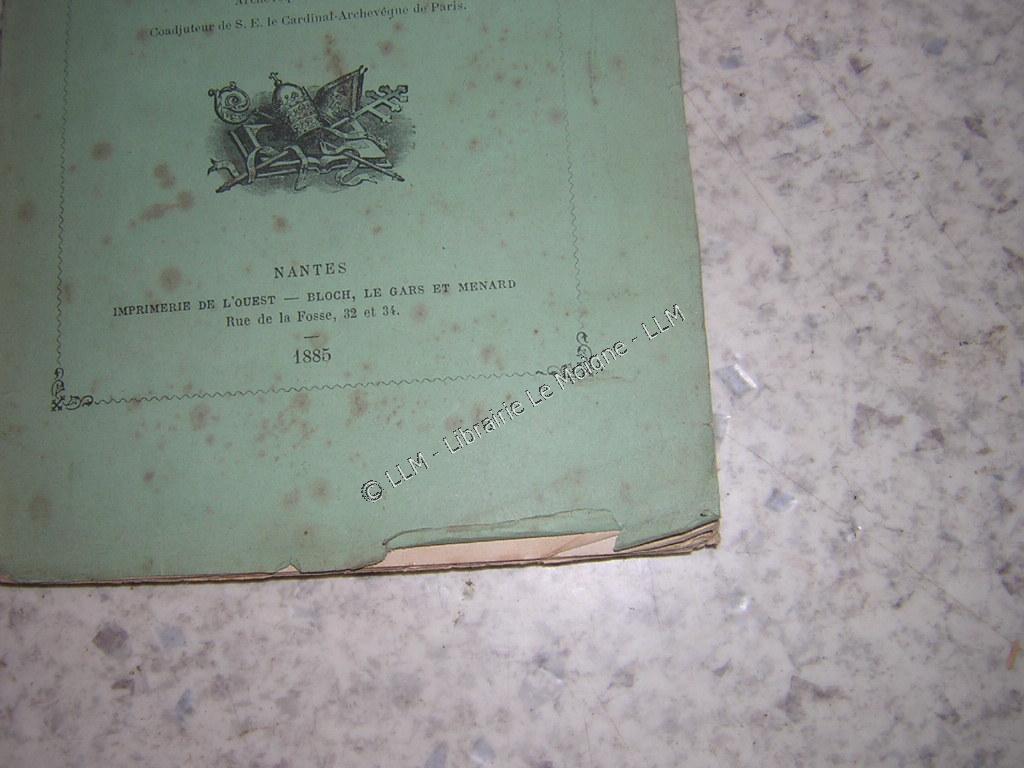 Archevêq
Coadjuteur de S. E. le Cardinal-Archevêque de Paris.
NANTES
IMPRIMERIE DE L'OUEST — BLOCH, LE GARS ET MENARD
Rue de la Fosse, 32 et 34.
1885
© LLM - Librairie Le Moigne - LLM